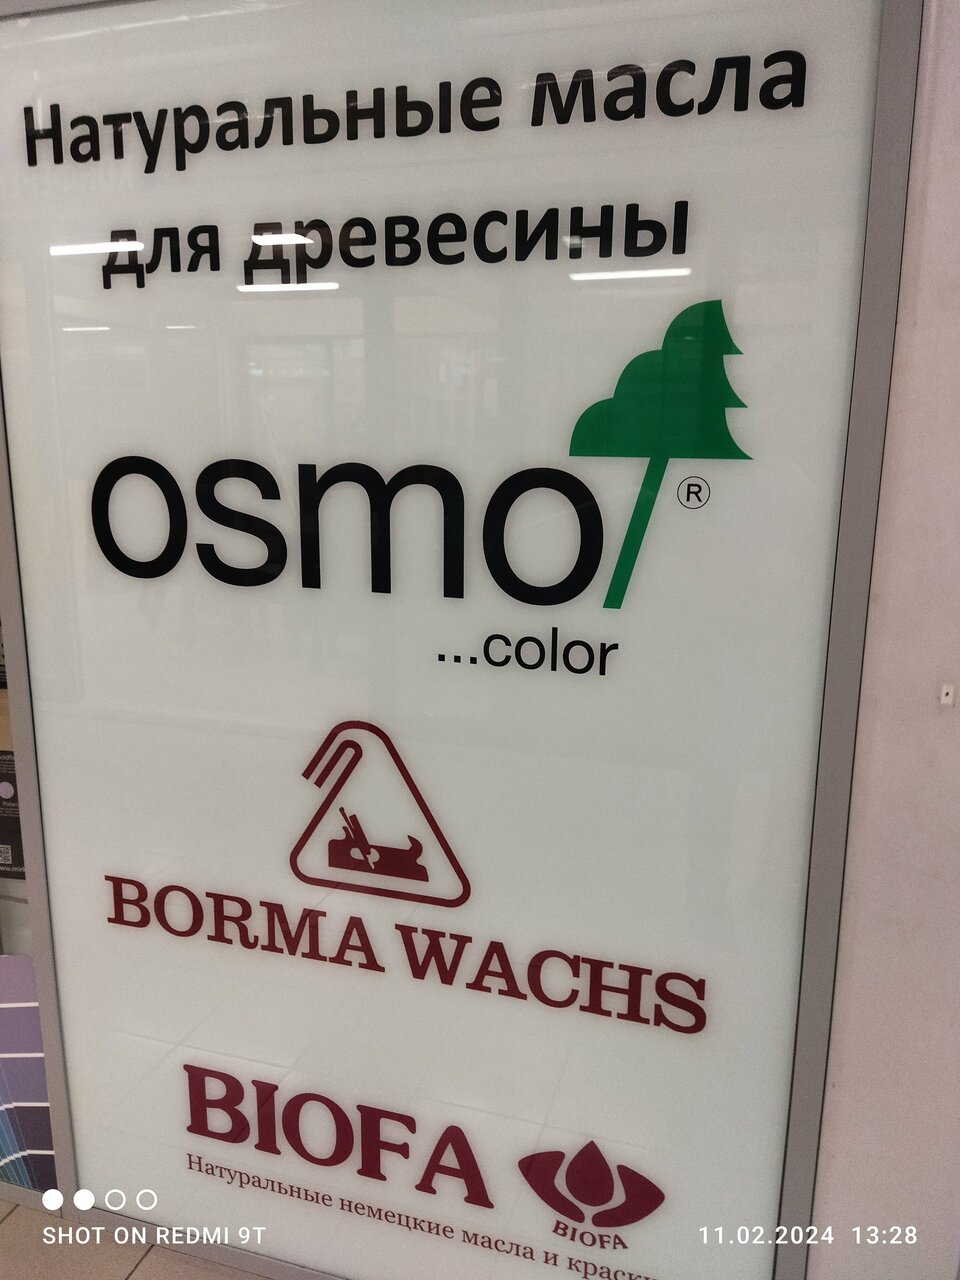 Натуральные масла
для древесины
osmo
®
...color
BORMA WACHS
BIOFA
BIOFA
Натуральные немецкие масла и краски
SHOT ON REDMI 9T
11.02.2024 13:28